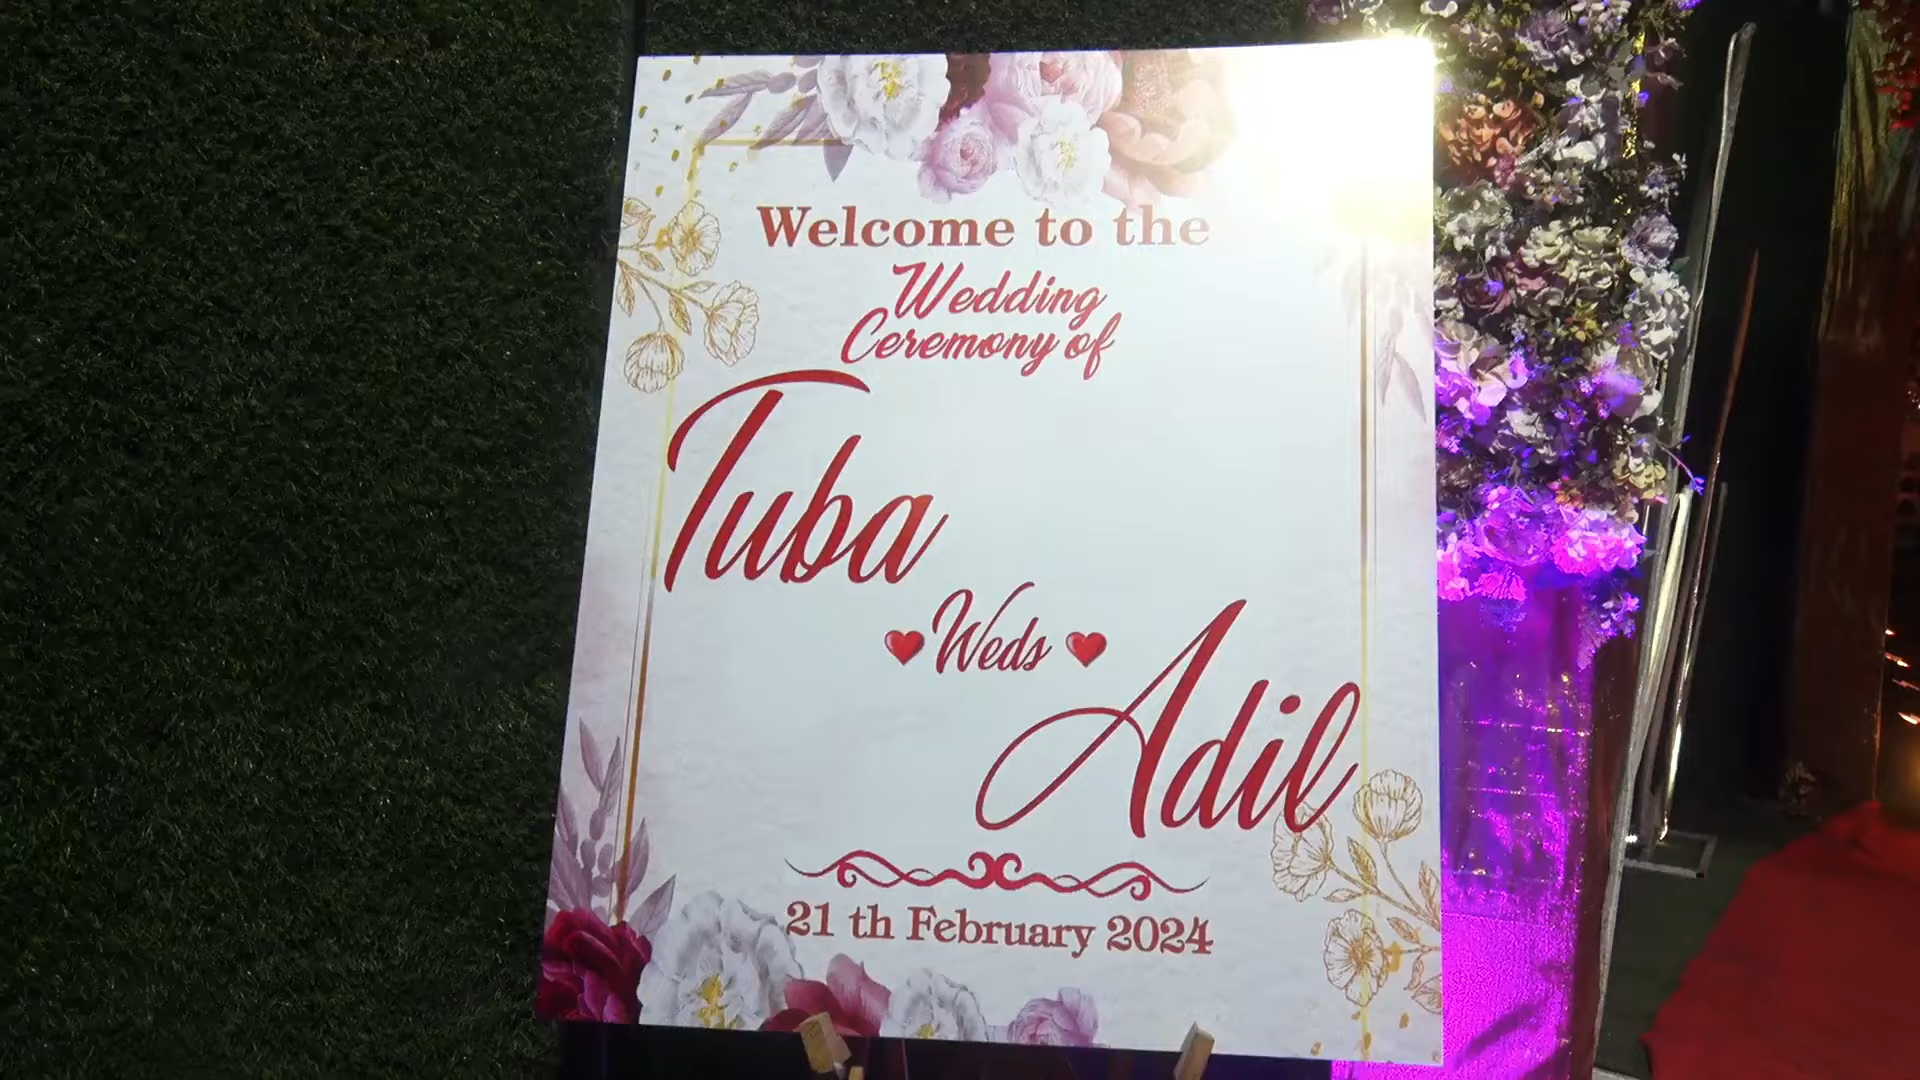 Welcome to the
Wedding
Ceremony of
Tuba
Weds
Adil
21 th February 2024